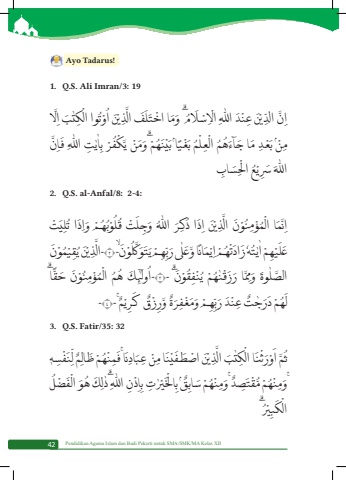 Ayo Tadarus!
1. Q.S. Ali Imran/3: 19
اِنَّ الدِّيْنَ عِنْدَ اللّٰهِ الْاِسْلَامُ ۗ وَمَا اخْتَلَفَ الَّذِيْنَ اُوْتُوا الْكِتٰبَ اِلَّا
مِنْۢ بَعْدِ مَا جَاۤءَهُمُ الْعِلْمُ بَغْيًاۢ بَيْنَهُمْ ۗ وَمَنْ يَّكْفُرْ بِاٰيٰتِ اللّٰهِ فَاِنَّ
اللّٰهَ سَرِيْعُ الْحِسَابِ
2. Q.S. al-Anfal/8: 2-4:
اِنَّمَا الْمُؤْمِنُوْنَ الَّذِيْنَ اِذَا ذُكِرَ اللّٰهُ وَجِلَتْ قُلُوْبُهُمْ وَاِذَا تُلِيَتْ
عَلَيْهِمْ اٰيٰتُهٗ زَادَتْهُمْ اِيْمَانًا وَّعَلٰى رَبِّهِمْ يَتَوَكَّلُوْنَۙ -٢- الَّذِيْنَ يُقِيْمُوْنَ
الصَّلٰوةَ وَمِمَّا رَزَقْنٰهُمْ يُنْفِقُوْنَۗ -٣- اُولٰۤىِٕكَ هُمُ الْمُؤْمِنُوْنَ حَقًّاۗ
لَهُمْ دَرَجٰتٌ عِنْدَ رَبِّهِمْ وَمَغْفِرَةٌ وَّرِزْقٌ كَرِيْمٌۚ -٤-
3. Q.S. Fatir/35: 32
ثُمَّ اَوْرَثْنَا الْكِتٰبَ الَّذِيْنَ اصْطَفَيْنَا مِنْ عِبَادِنَاۚ فَمِنْهُمْ ظَالِمٌ لِّنَفْسِهٖ
ۚ وَمِنْهُمْ مُّقْتَصِدٌ ۚ وَمِنْهُمْ سَابِقٌۢ بِالْخَيْرٰتِ بِاِذْنِ اللّٰهِ ۗ ذٰلِكَ هُوَ الْفَضْلُ
الْكَبِيْرُۗ
42 Pendidikan Agama Islam dan Budi Pekerti untuk SMA/SMK/MA Kelas XII